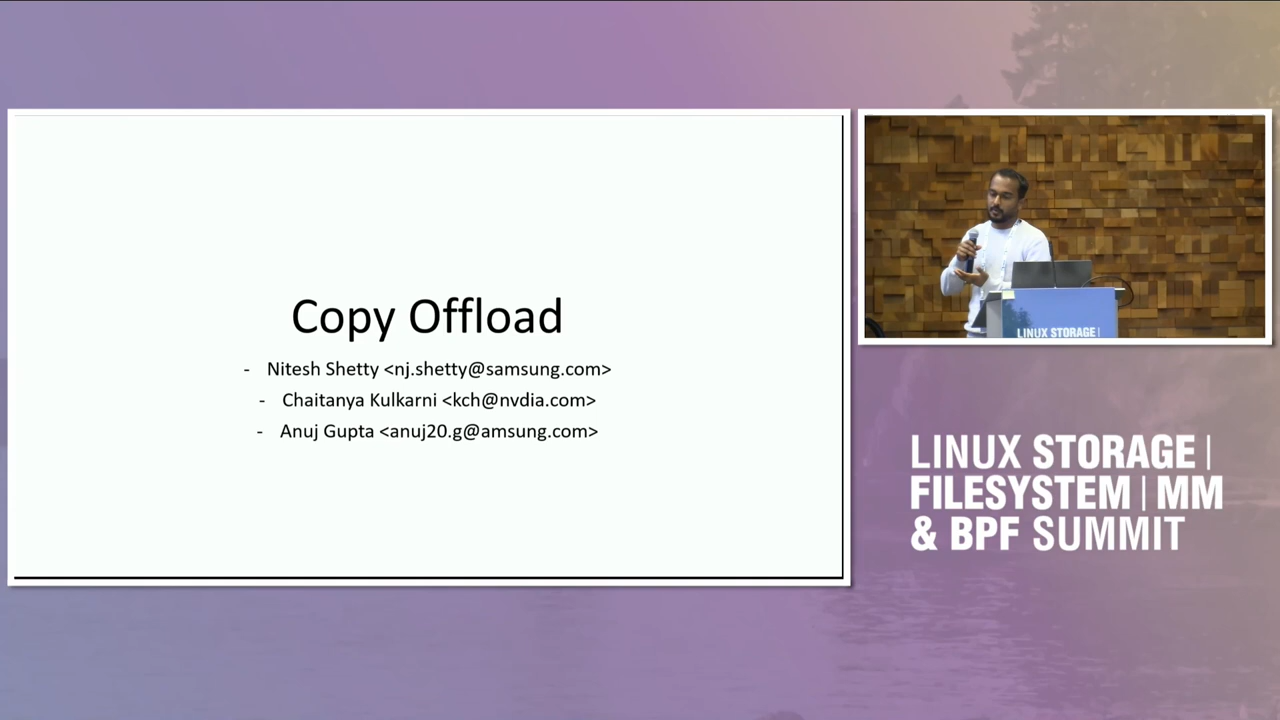 Copy Offload
- Nitesh Shetty <nj.shetty@samsung.com>
- Chaitanya Kulkarni <kch@nvdia.com>
- Anuj Gupta <anuj20.g@amsung.com>
LINUX STORAGE|
LINUX STORAGE|
FILESYSTEM|MM
& BPF SUMMIT